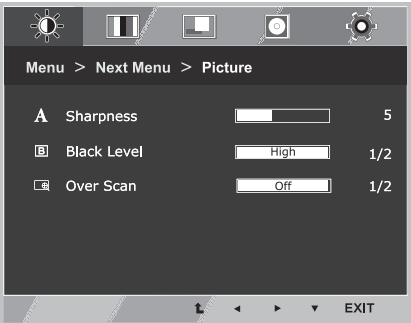 Menu > Next Menu > Picture
A Sharpness 5
B Black Level High 1/2
Over Scan Off 1/2
EXIT